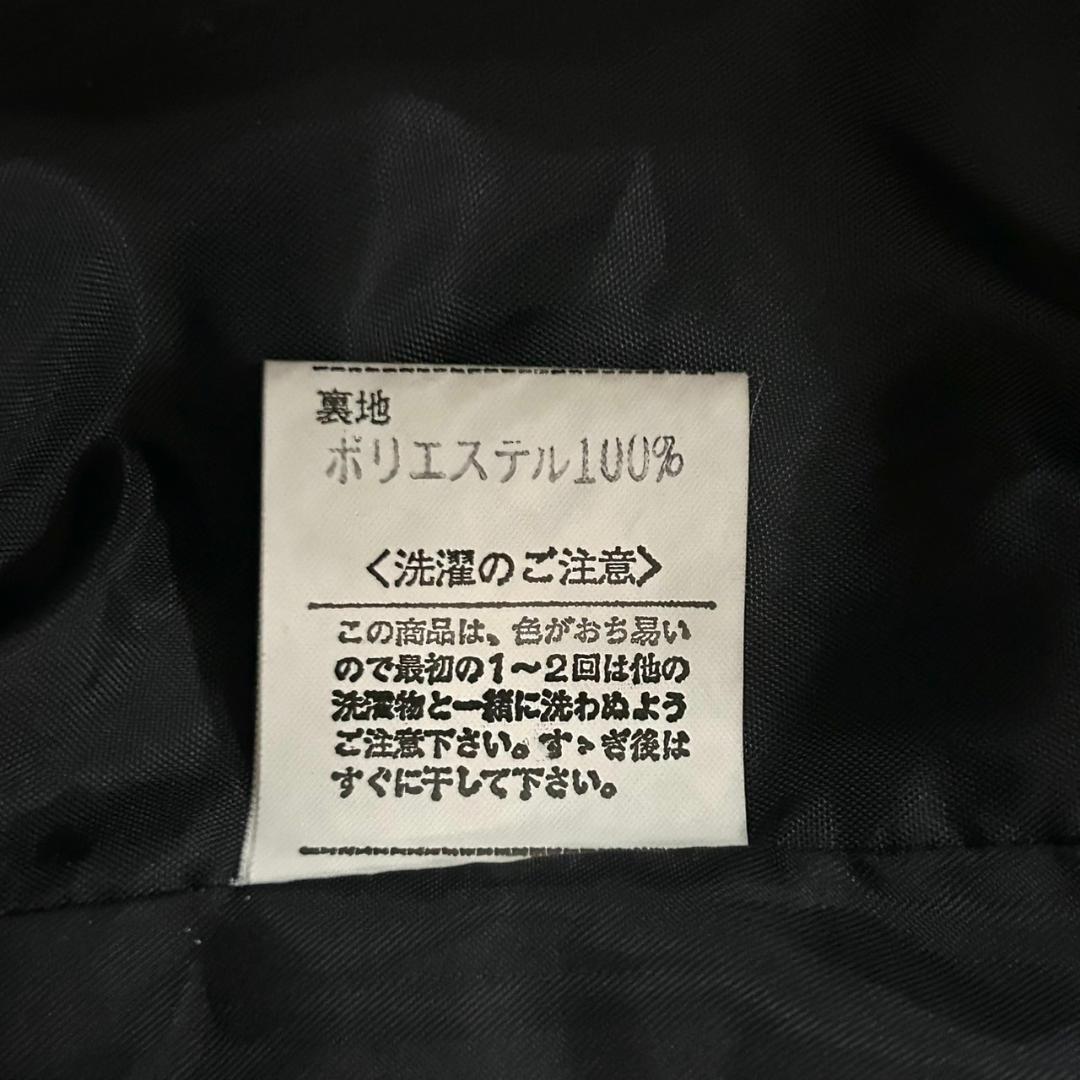 裏地
ポリエステル100%
〈洗濯のご注意〉
この商品は、色がおち易い
ので最初の1〜2回は他の
洗濯物と一緒に洗わぬよう
ご注意下さい。すゝぎ後は
すぐに干して下さい。